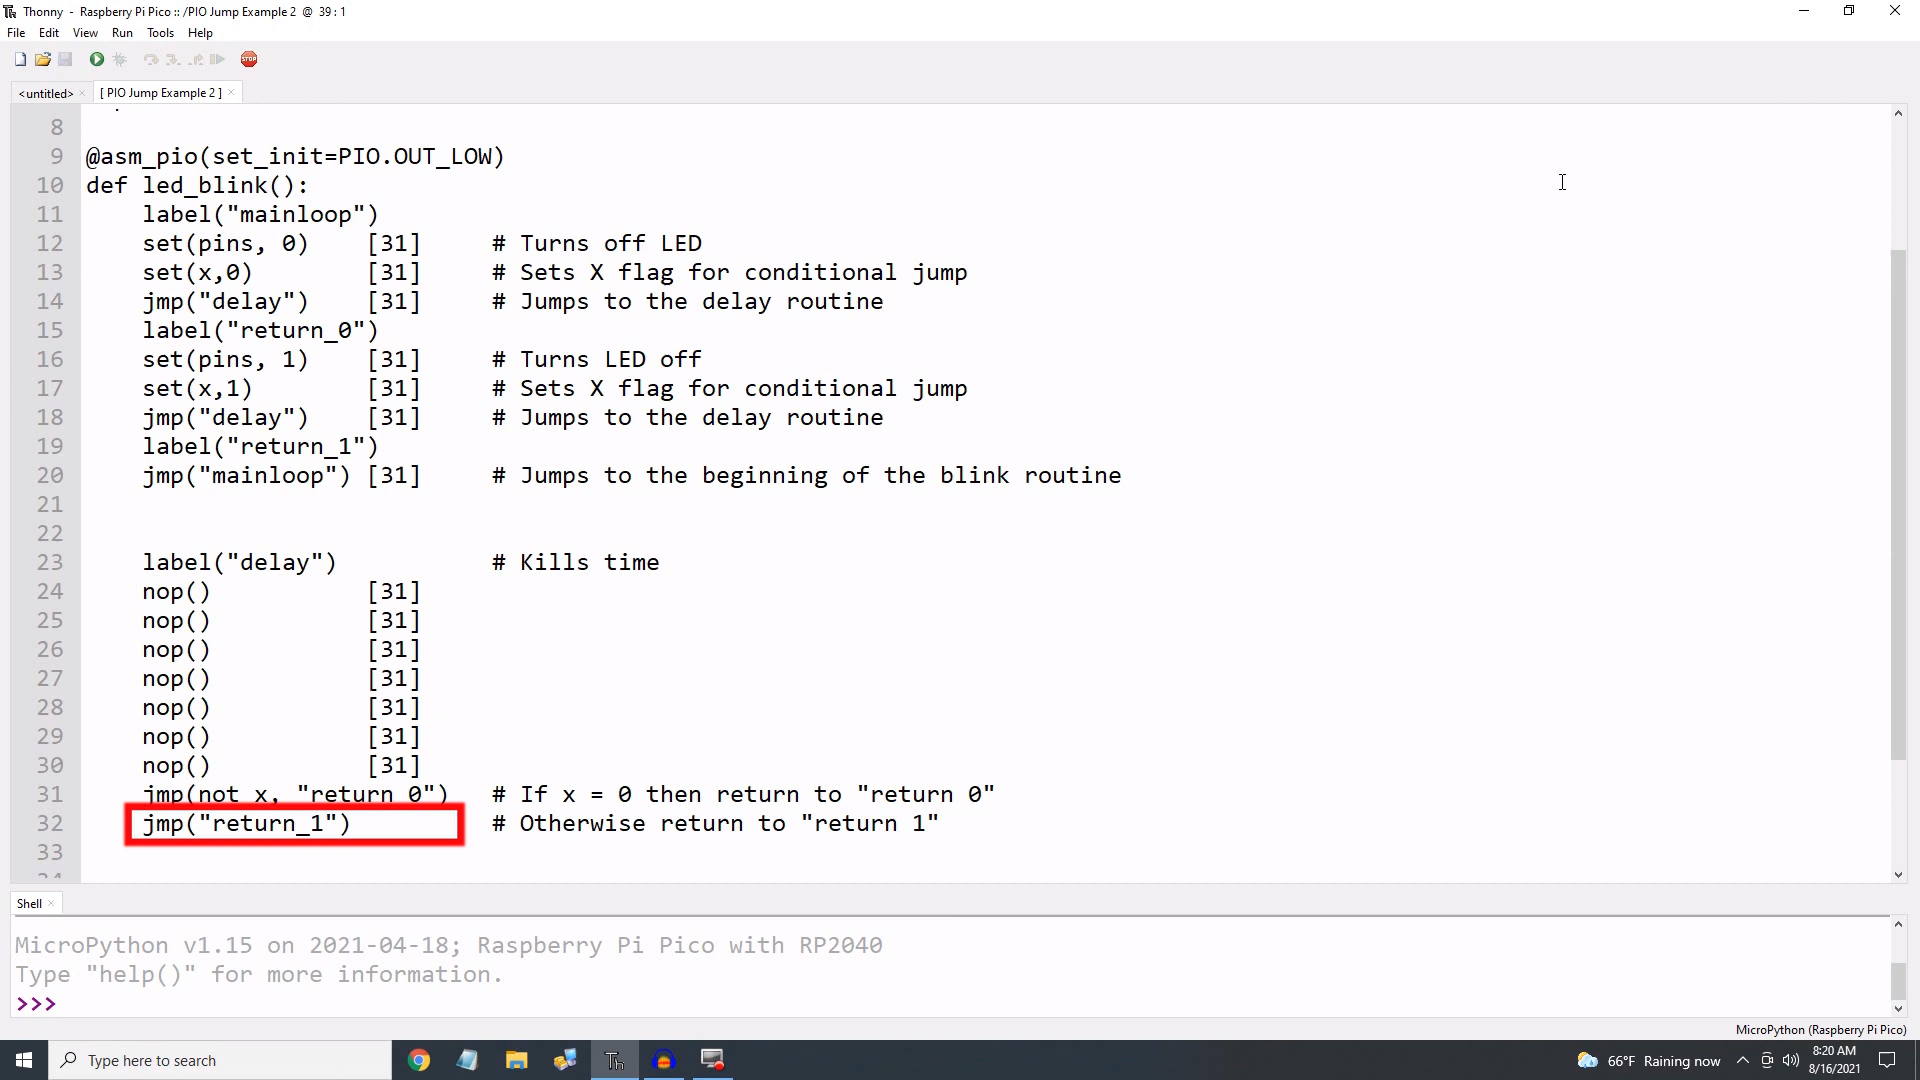 Thonny - Raspberry Pi Pico :: /PIO Jump Example 2 @ 39 : 1
File Edit View Run Tools Help
STOP
<untitled> × [ PIO Jump Example 2 ] ×
8
9 @asm_pio(set_init=PIO.OUT_LOW)
10 def led_blink():
11 label("mainloop")
12 set(pins, 0) [31] # Turns off LED
13 set(x,0) [31] # Sets X flag for conditional jump
14 jmp("delay") [31] # Jumps to the delay routine
15 label("return_0")
16 set(pins, 1) [31] # Turns LED off
17 set(x,1) [31] # Sets X flag for conditional jump
18 jmp("delay") [31] # Jumps to the delay routine
19 label("return_1")
20 jmp("mainloop") [31] # Jumps to the beginning of the blink routine
21
22
23 label("delay") # Kills time
24 nop() [31]
25 nop() [31]
26 nop() [31]
27 nop() [31]
28 nop() [31]
29 nop() [31]
30 nop() [31]
31 jmp(not x, "return 0") # If x = 0 then return to "return 0"
32 jmp("return_1") # Otherwise return to "return 1"
33
Shell ×
MicroPython v1.15 on 2021-04-18; Raspberry Pi Pico with RP2040
Type "help()" for more information.
>>>
MicroPython (Raspberry Pi Pico)
Type here to search
Th
66°F Raining now
8:20 AM
8/16/2021